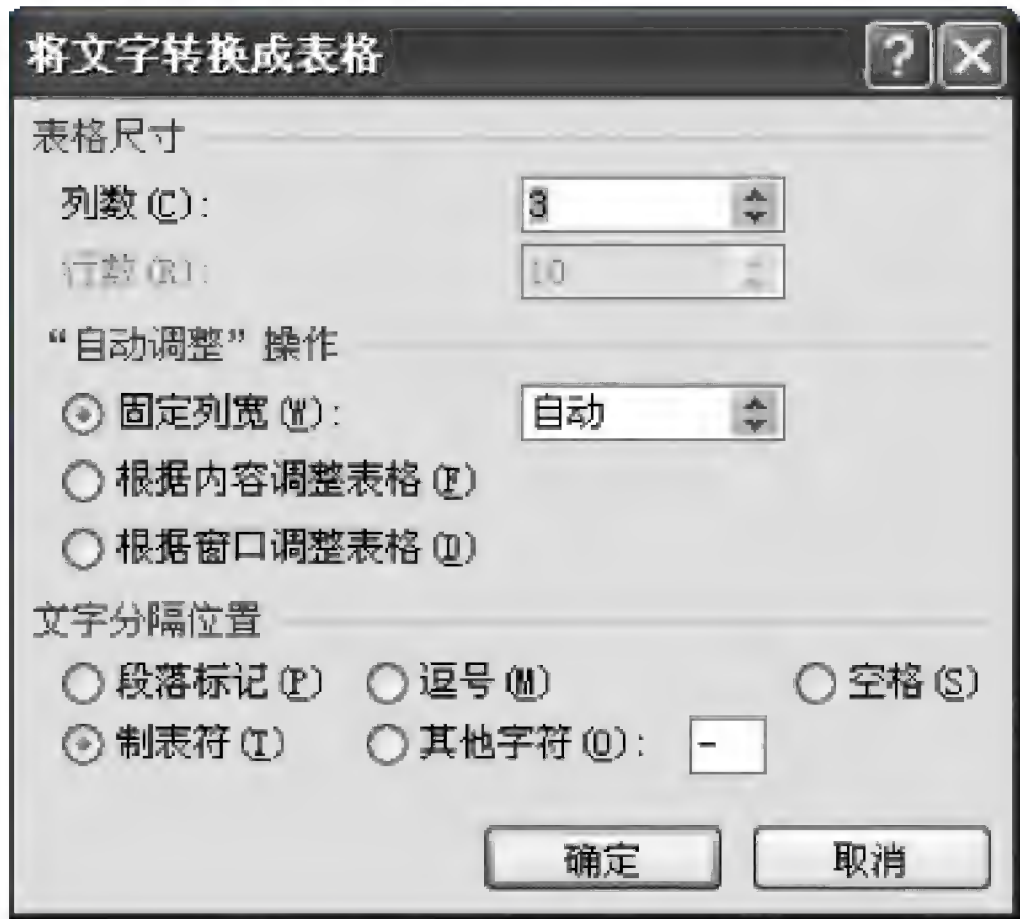 将文字转换成表格
表格尺寸
列数(C): 3
行数(R): 10
“自动调整”操作
固定列宽(W): 自动
根据内容调整表格(F)
根据窗口调整表格(D)
文字分隔位置
段落标记(P) 逗号(M) 空格(S)
制表符(T) 其他字符(O): -
确定 取消